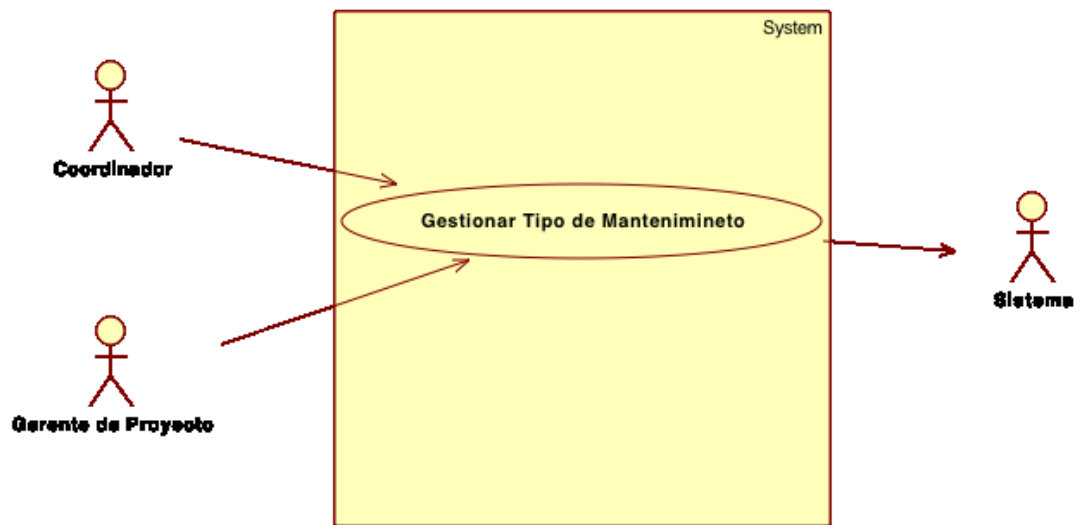 System
Coordinador
Gestionar Tipo de Mantenimineto
Sistema
Gerente de Proyecto